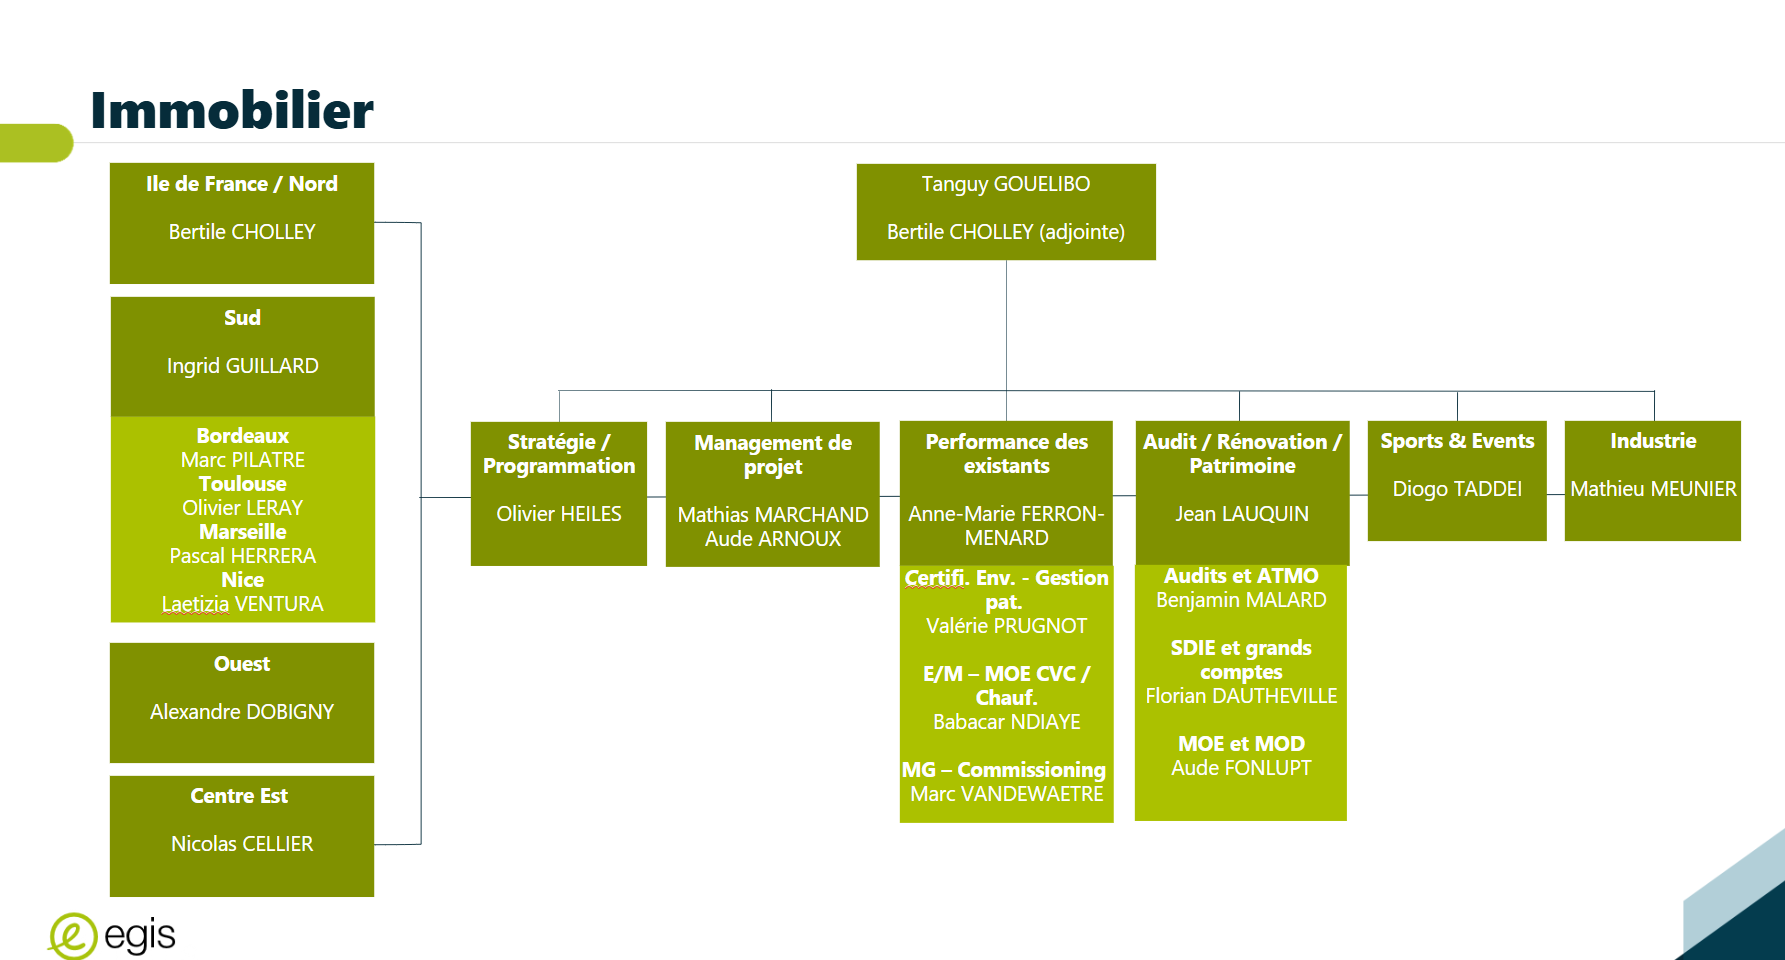 Immobilier
Ile de France / Nord
Bertile CHOLLEY
Sud
Ingrid GUILLARD
Bordeaux
Marc PILATRE
Toulouse
Olivier LERAY
Marseille
Pascal HERRERA
Nice
Laetizia VENTURA
Ouest
Alexandre DOBIGNY
Centre Est
Nicolas CELLIER
Tanguy GOUELIBO
Bertile CHOLLEY (adjointe)
Stratégie /
Programmation
Olivier HEILES
Management de
projet
Mathias MARCHAND
Aude ARNOUX
Performance des
existants
Anne-Marie FERRON-
MENARD
Certifi. Env. - Gestion
pat.
Valérie PRUGNOT
E/M – MOE CVC /
Chauf.
Babacar NDIAYE
MG – Commissioning
Marc VANDEWAETRE
Audit / Rénovation /
Patrimoine
Jean LAUQUIN
Audits et ATMO
Benjamin MALARD
SDIE et grands
comptes
Florian DAUTHEVILLE
MOE et MOD
Aude FONLUPT
Sports & Events
Diogo TADDEI
Industrie
Mathieu MEUNIER
egis